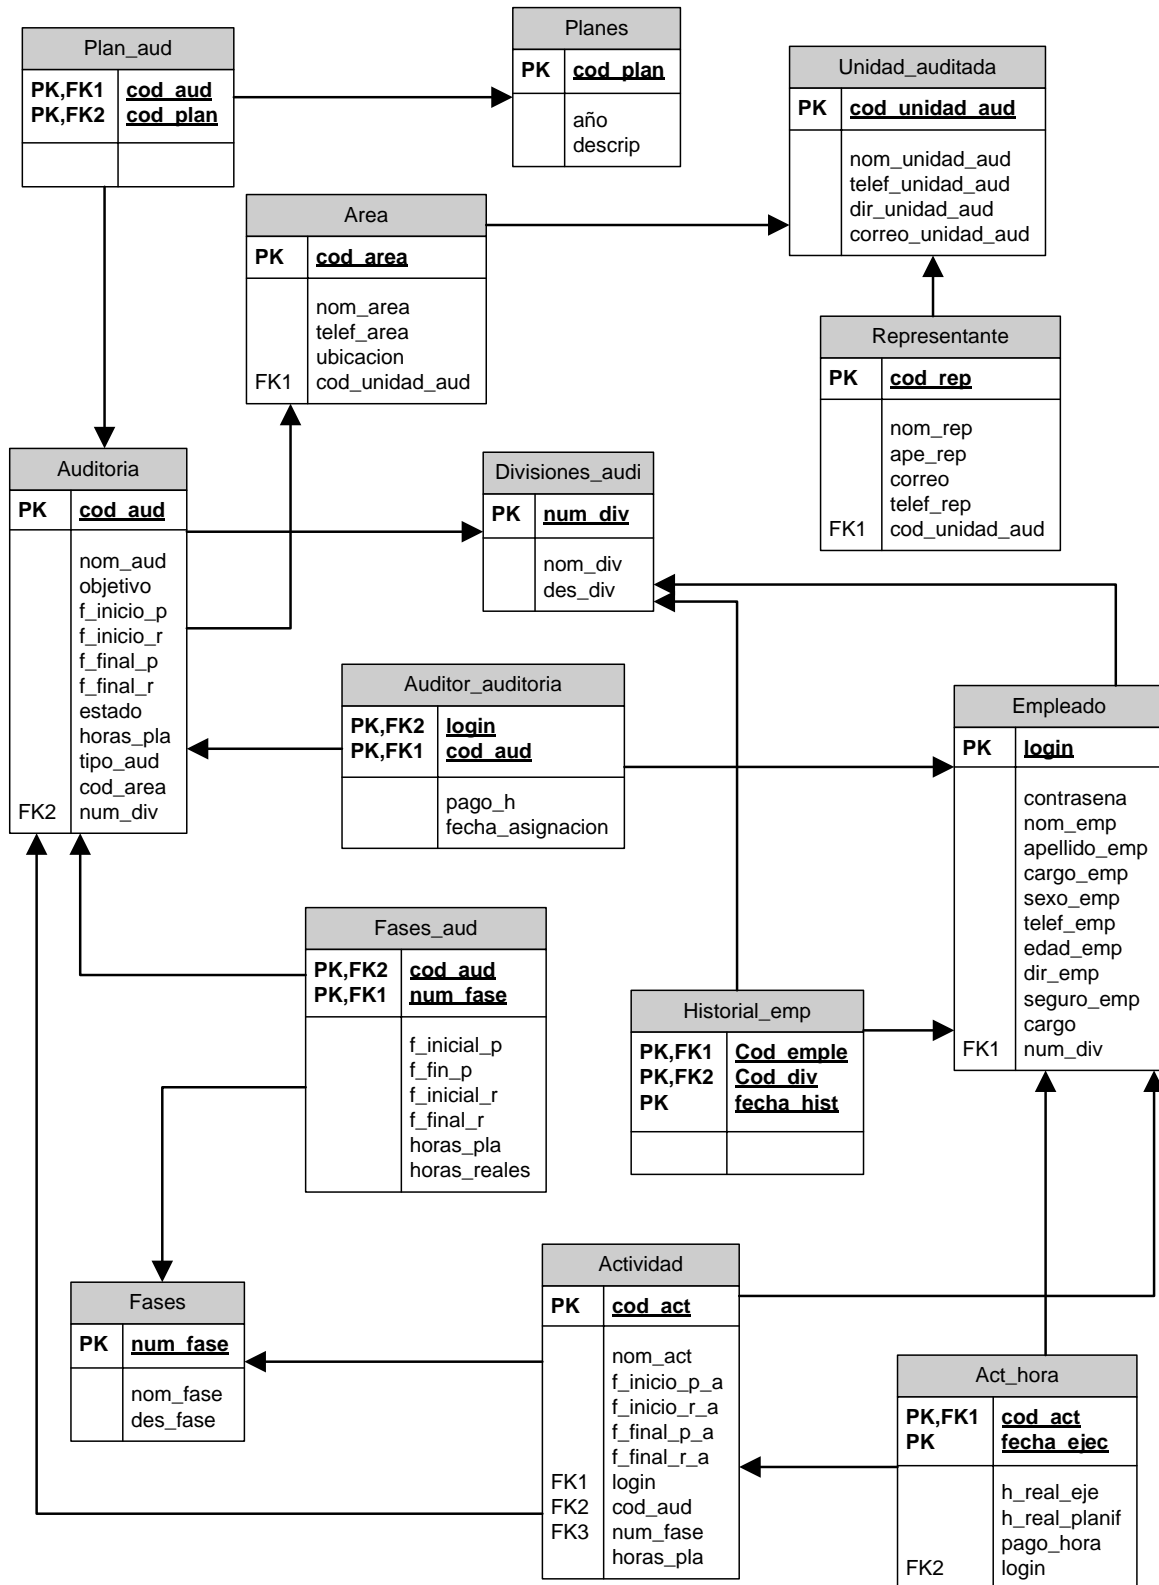 Plan_aud
PK,FK1 cod_aud
PK,FK2 cod_plan
Planes
PK cod_plan
año
descrip
Unidad_auditada
PK cod_unidad_aud
nom_unidad_aud
telef_unidad_aud
dir_unidad_aud
correo_unidad_aud
Area
PK cod_area
nom_area
telef_area
ubicacion
FK1 cod_unidad_aud
Representante
PK cod_rep
nom_rep
ape_rep
correo
telef_rep
FK1 cod_unidad_aud
Auditoria
PK cod_aud
nom_aud
objetivo
f_inicio_p
f_inicio_r
f_final_p
f_final_r
estado
horas_pla
tipo_aud
cod_area
FK2 num_div
Divisiones_audi
PK num_div
nom_div
des_div
Auditor_auditoria
PK,FK2 login
PK,FK1 cod_aud
pago_h
fecha_asignacion
Empleado
PK login
contrasena
nom_emp
apellido_emp
cargo_emp
sexo_emp
telef_emp
edad_emp
dir_emp
seguro_emp
cargo
FK1 num_div
Fases_aud
PK,FK2 cod_aud
PK,FK1 num_fase
f_inicial_p
f_fin_p
f_inicial_r
f_final_r
horas_pla
horas_reales
Historial_emp
PK,FK1 Cod_emple
PK,FK2 Cod_div
PK fecha_hist
Fases
PK num_fase
nom_fase
des_fase
Actividad
PK cod_act
nom_act
f_inicio_p_a
f_inicio_r_a
f_final_p_a
f_final_r_a
FK1 login
FK2 cod_aud
FK3 num_fase
horas_pla
Act_hora
PK,FK1 cod_act
PK fecha_ejec
h_real_eje
h_real_planif
pago_hora
FK2 login